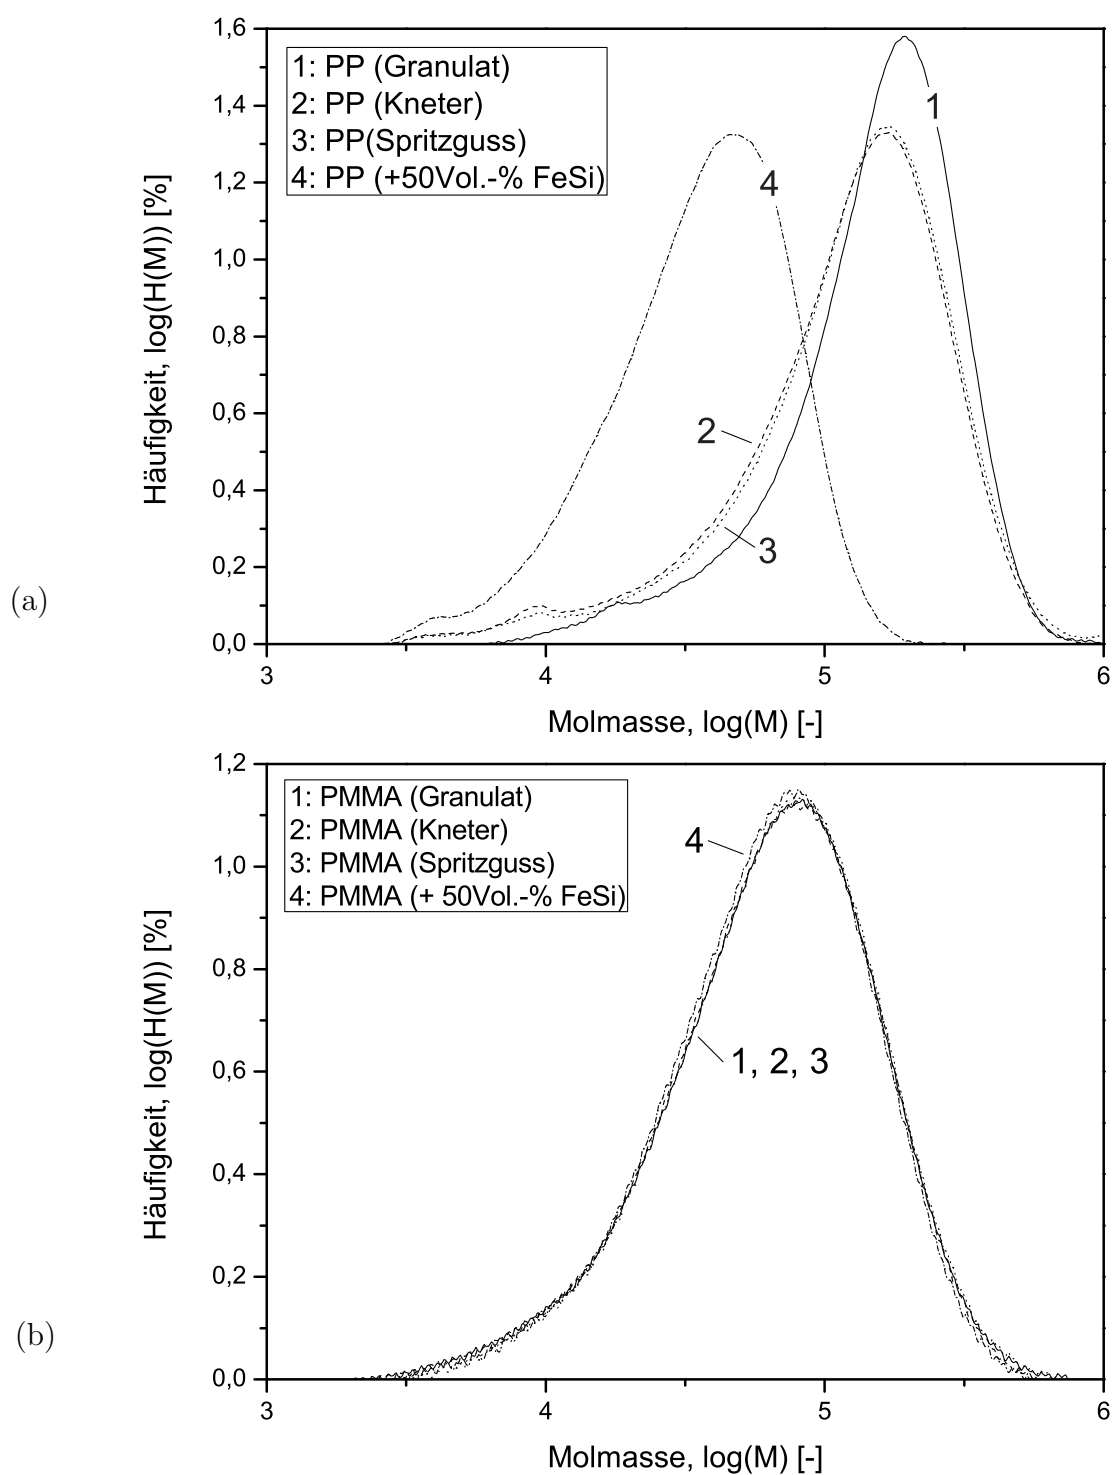 1,6
1,4
1,2
1,0
0,8
0,6
0,4
0,2
0,0
Häufigkeit, log(H(M)) [%]
1: PP (Granulat)
2: PP (Kneter)
3: PP(Spritzguss)
4: PP (+50Vol.-% FeSi)
1
4
2
3
(a)
3 4 5 6
Molmasse, log(M) [-]
1,2
1,0
0,8
0,6
0,4
0,2
0,0
Häufigkeit, log(H(M)) [%]
1: PMMA (Granulat)
2: PMMA (Kneter)
3: PMMA (Spritzguss)
4: PMMA (+ 50Vol.-% FeSi)
4
1, 2, 3
(b)
3 4 5 6
Molmasse, log(M) [-]